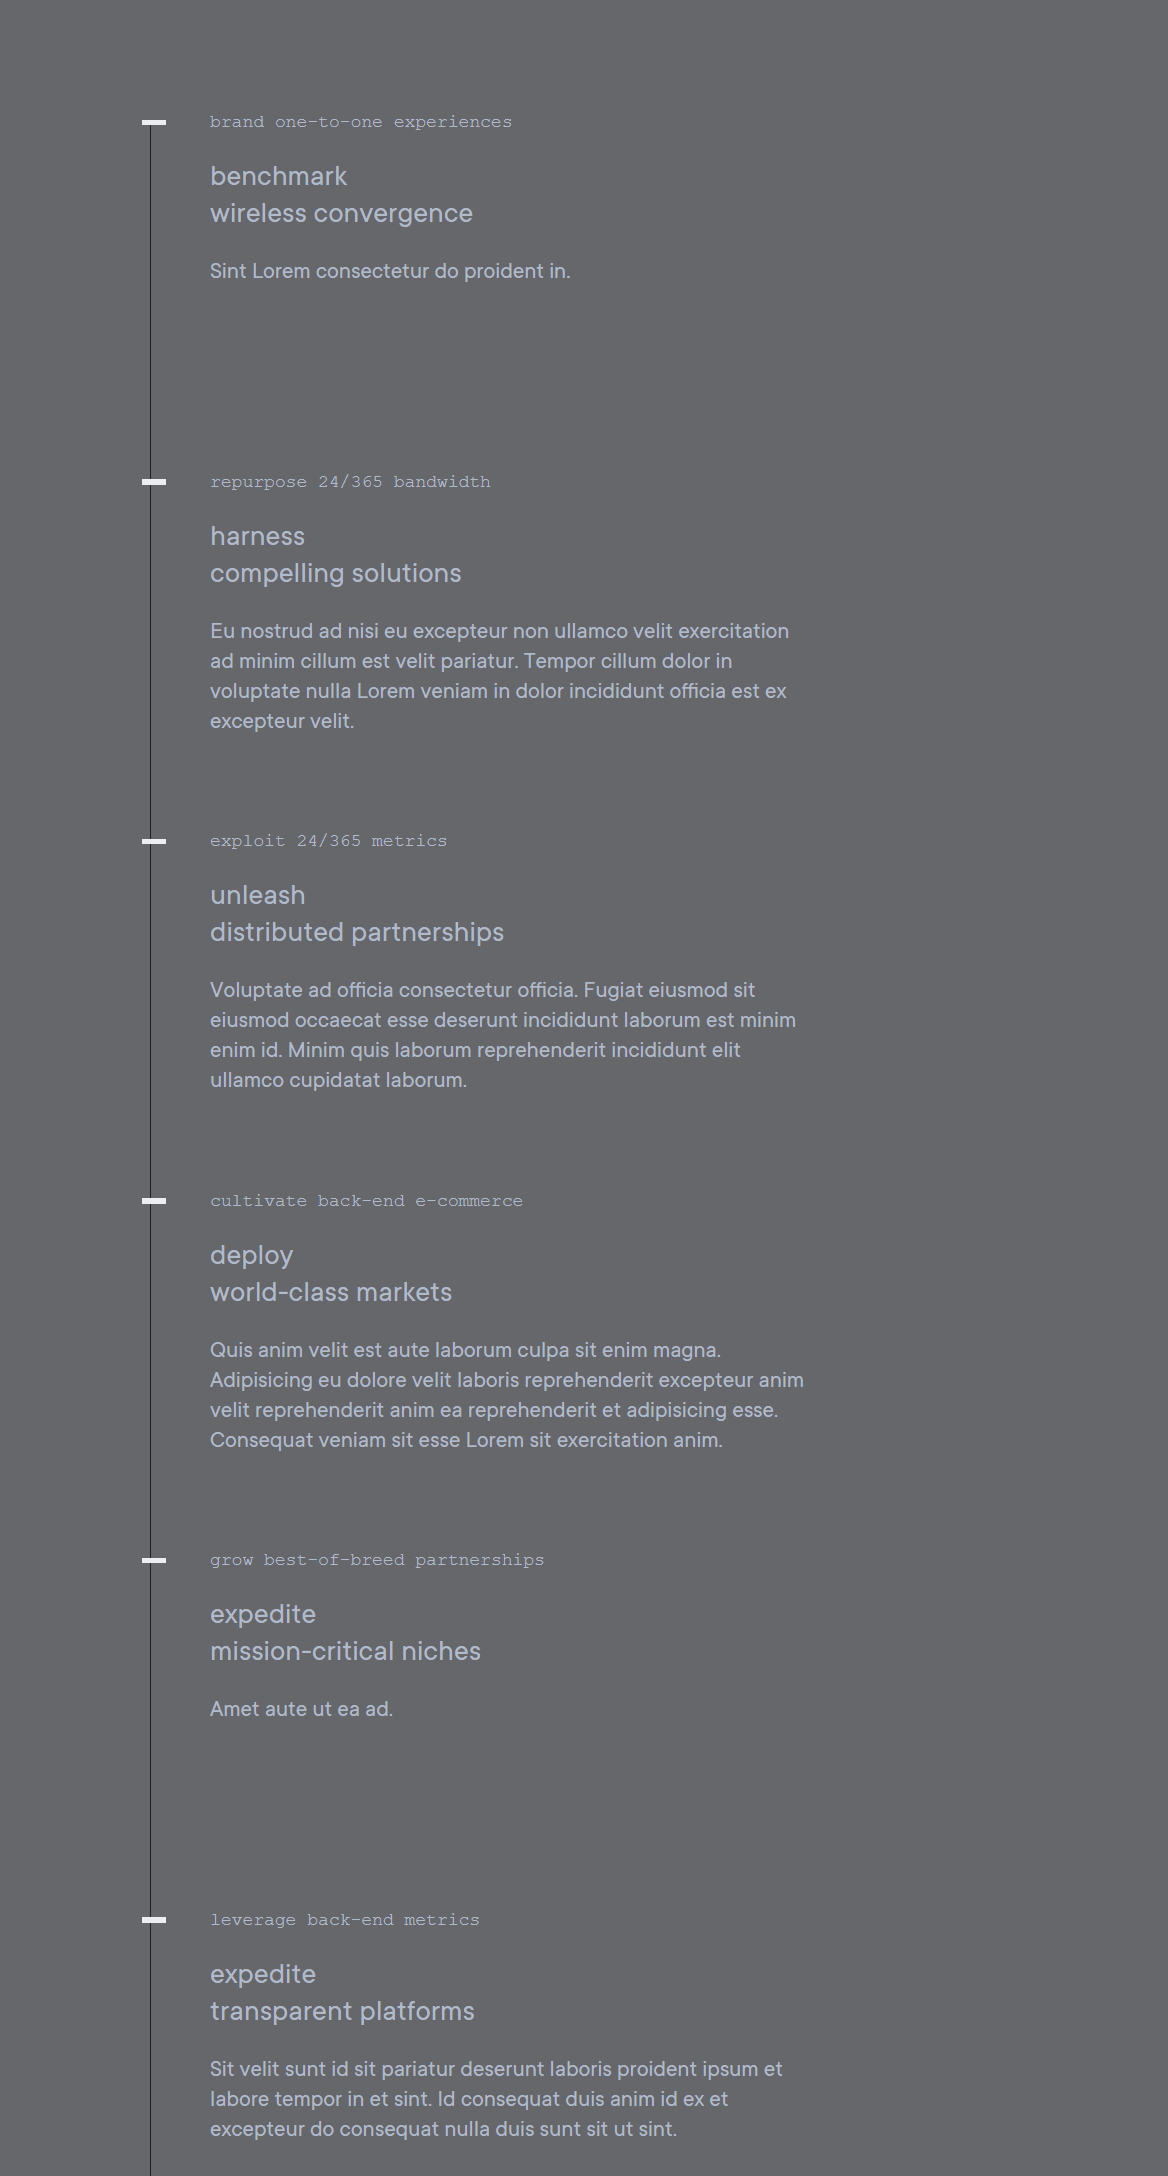 brand one-to-one experiences
benchmark
wireless convergence
Sint Lorem consectetur do proident in.
repurpose 24/365 bandwidth
harness
compelling solutions
Eu nostrud ad nisi eu excepteur non ullamco velit exercitation
ad minim cillum est velit pariatur. Tempor cillum dolor in
voluptate nulla Lorem veniam in dolor incididunt officia est ex
excepteur velit.
exploit 24/365 metrics
unleash
distributed partnerships
Voluptate ad officia consectetur officia. Fugiat eiusmod sit
eiusmod occaecat esse deserunt incididunt laborum est minim
enim id. Minim quis laborum reprehenderit incididunt elit
ullamco cupidatat laborum.
cultivate back-end e-commerce
deploy
world-class markets
Quis anim velit est aute laborum culpa sit enim magna.
Adipisicing eu dolore velit laboris reprehenderit excepteur anim
velit reprehenderit anim ea reprehenderit et adipisicing esse.
Consequat veniam sit esse Lorem sit exercitation anim.
grow best-of-breed partnerships
expedite
mission-critical niches
Amet aute ut ea ad.
leverage back-end metrics
expedite
transparent platforms
Sit velit sunt id sit pariatur deserunt laboris proident ipsum et
labore tempor in et sint. Id consequat duis anim id ex et
excepteur do consequat nulla duis sunt sit ut sint.